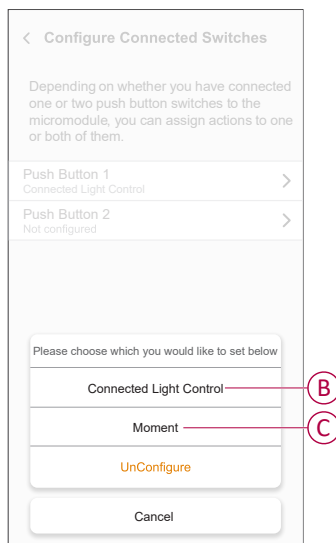 < Configure Connected Switches
Depending on whether you have connected
one or two push button switches to the
micromodule, you can assign actions to one
or both of them.
Push Button 1
Connected Light Control
Push Button 2
Not configured
Please choose which you would like to set below
Connected Light Control
B
Moment
C
UnConfigure
Cancel